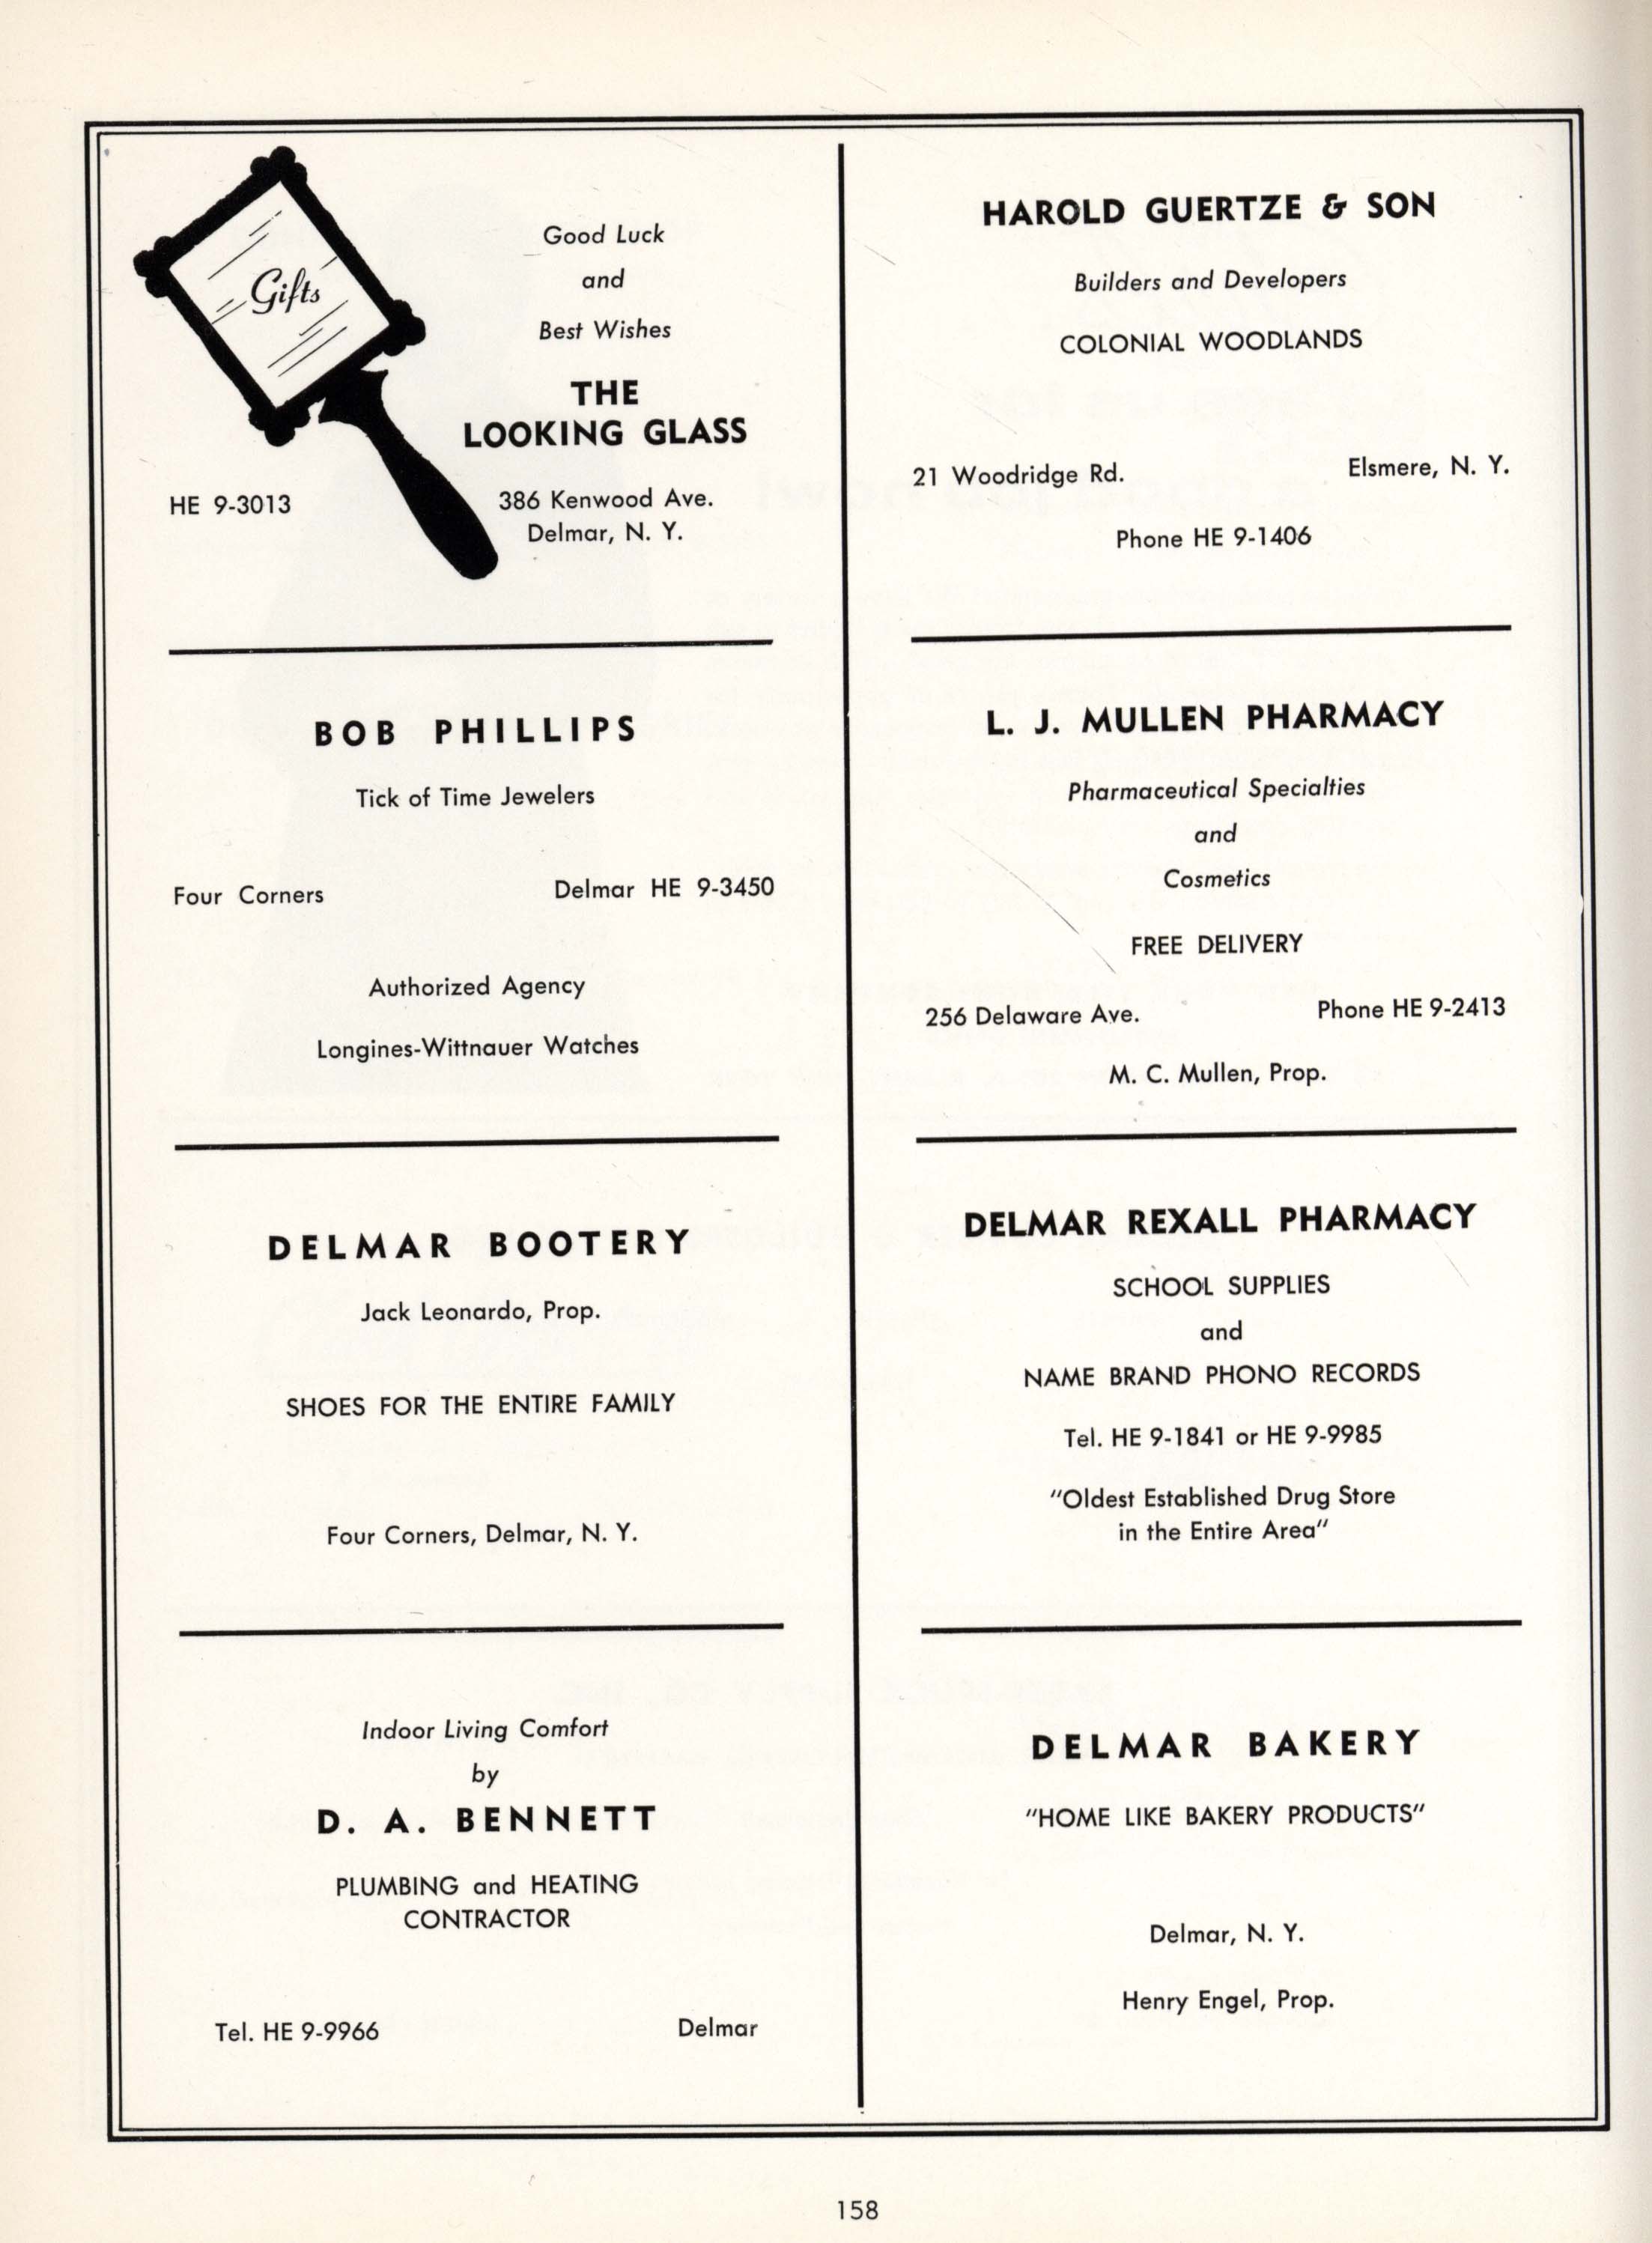 Gifts
Good Luck
and
Best Wishes
THE
LOOKING GLASS
HE 9-3013
386 Kenwood Ave.
Delmar, N. Y.
BOB PHILLIPS
Tick of Time Jewelers
Four Corners
Delmar HE 9-3450
Authorized Agency
Longines-Wittnauer Watches
DELMAR BOOTERY
Jack Leonardo, Prop.
SHOES FOR THE ENTIRE FAMILY
Four Corners, Delmar, N. Y.
Indoor Living Comfort
by
D. A. BENNETT
PLUMBING and HEATING
CONTRACTOR
Tel. HE 9-9966
Delmar
HAROLD GUERTZE & SON
Builders and Developers
COLONIAL WOODLANDS
21 Woodridge Rd.
Elsmere, N. Y.
Phone HE 9-1406
L. J. MULLEN PHARMACY
Pharmaceutical Specialties
and
Cosmetics
FREE DELIVERY
256 Delaware Ave.
Phone HE 9-2413
M. C. Mullen, Prop.
DELMAR REXALL PHARMACY
SCHOOL SUPPLIES
and
NAME BRAND PHONO RECORDS
Tel. HE 9-1841 or HE 9-9985
"Oldest Established Drug Store
in the Entire Area"
DELMAR BAKERY
"HOME LIKE BAKERY PRODUCTS"
Delmar, N. Y.
Henry Engel, Prop.
158